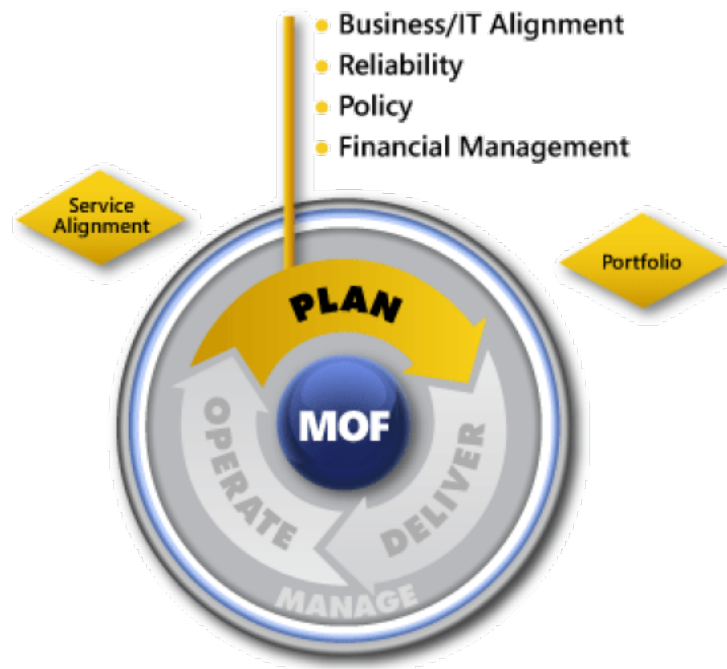 Business/IT Alignment
Reliability
Policy
Financial Management
Service
Alignment
Portfolio
PLAN
MOF
OPERATE
DELIVER
MANAGE